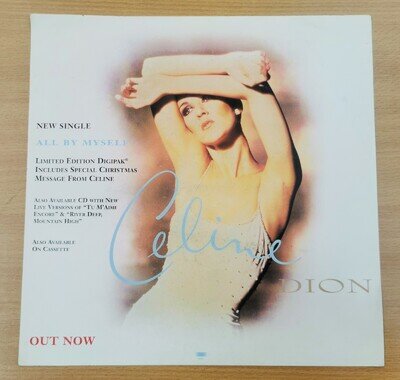 NEW SINGLE
ALL BY MYSELF
LIMITED EDITION DIGIPAK®
INCLUDES SPECIAL CHRISTMAS
MESSAGE FROM CELINE
ALSO AVAILABLE CD WITH NEW
LIVE VERSIONS OF "TU M'AIME
ENCORE" & "RIVER DEEP,
MOUNTAIN HIGH"
ALSO AVAILABLE
ON CASSETTE
Celine
DION
OUT NOW